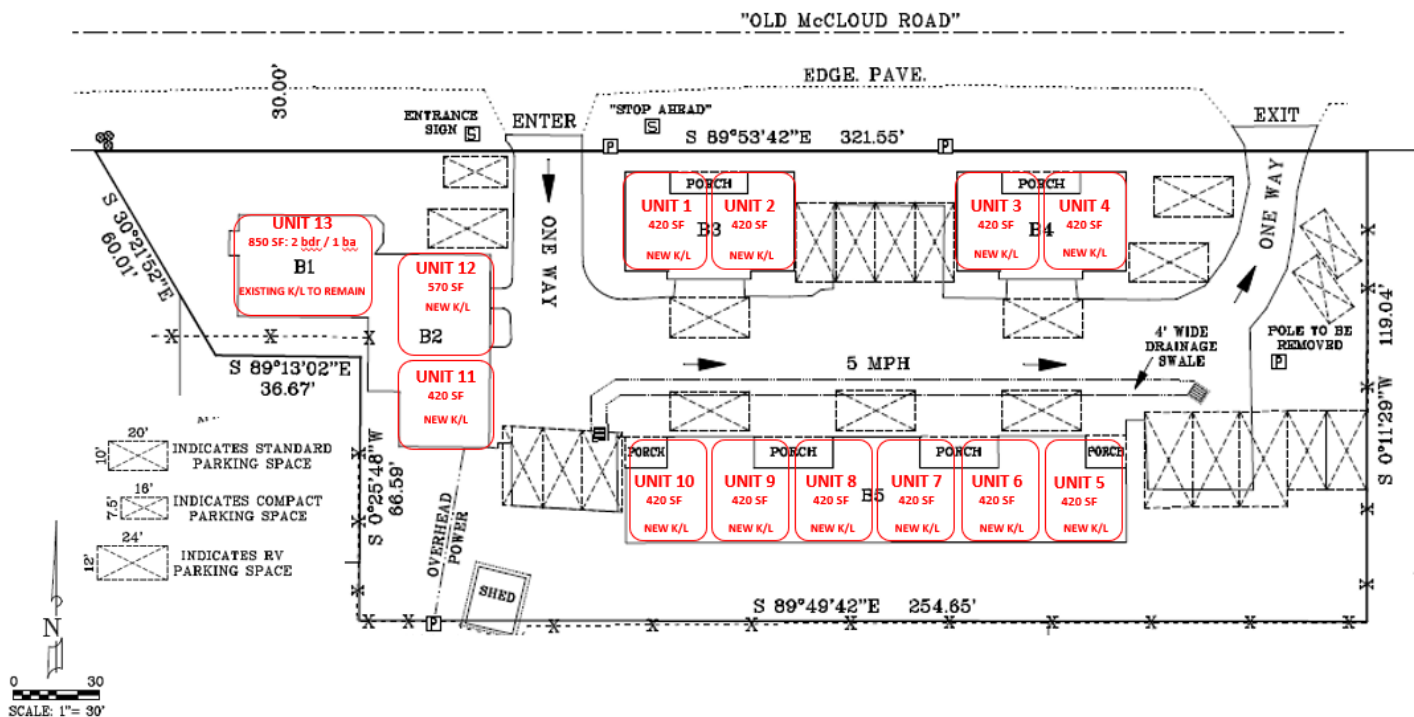 "OLD McCLOUD ROAD"
30.00'
EDGE. PAVE.
ENTRANCE
SIGN
S
ENTER
"STOP AHEAD"
S
EXIT
P
S 89°53'42"E 321.55'
P
S 30°21'52"E
60.01'
UNIT 13
850 SF: 2 bdr / 1 ba
B1
EXISTING K/L TO REMAIN
UNIT 12
570 SF
NEW K/L
B2
UNIT 11
420 SF
NEW K/L
ONE WAY
PORCH
UNIT 1
420 SF
NEW K/L
B3
UNIT 2
420 SF
NEW K/L
PORCH
UNIT 3
420 SF
NEW K/L
B4
UNIT 4
420 SF
NEW K/L
ONE WAY
119.04'
S 0°11'29"W
POLE TO BE
REMOVED
P
4' WIDE
DRAINAGE
SWALE
5 MPH
S 89°13'02"E
36.67'
S 0°25'48"W
66.59'
20'
10'
INDICATES STANDARD
PARKING SPACE
16'
7.5'
INDICATES COMPACT
PARKING SPACE
24'
12'
INDICATES RV
PARKING SPACE
OVERHEAD
POWER
SHED
PORCH
UNIT 10
420 SF
NEW K/L
PORCH
UNIT 9
420 SF
NEW K/L
UNIT 8
420 SF
NEW K/L
B5
UNIT 7
420 SF
NEW K/L
PORCH
UNIT 6
420 SF
NEW K/L
PORCH
UNIT 5
420 SF
NEW K/L
P
S 89°49'42"E 254.65'
N
0 30
SCALE: 1"= 30'